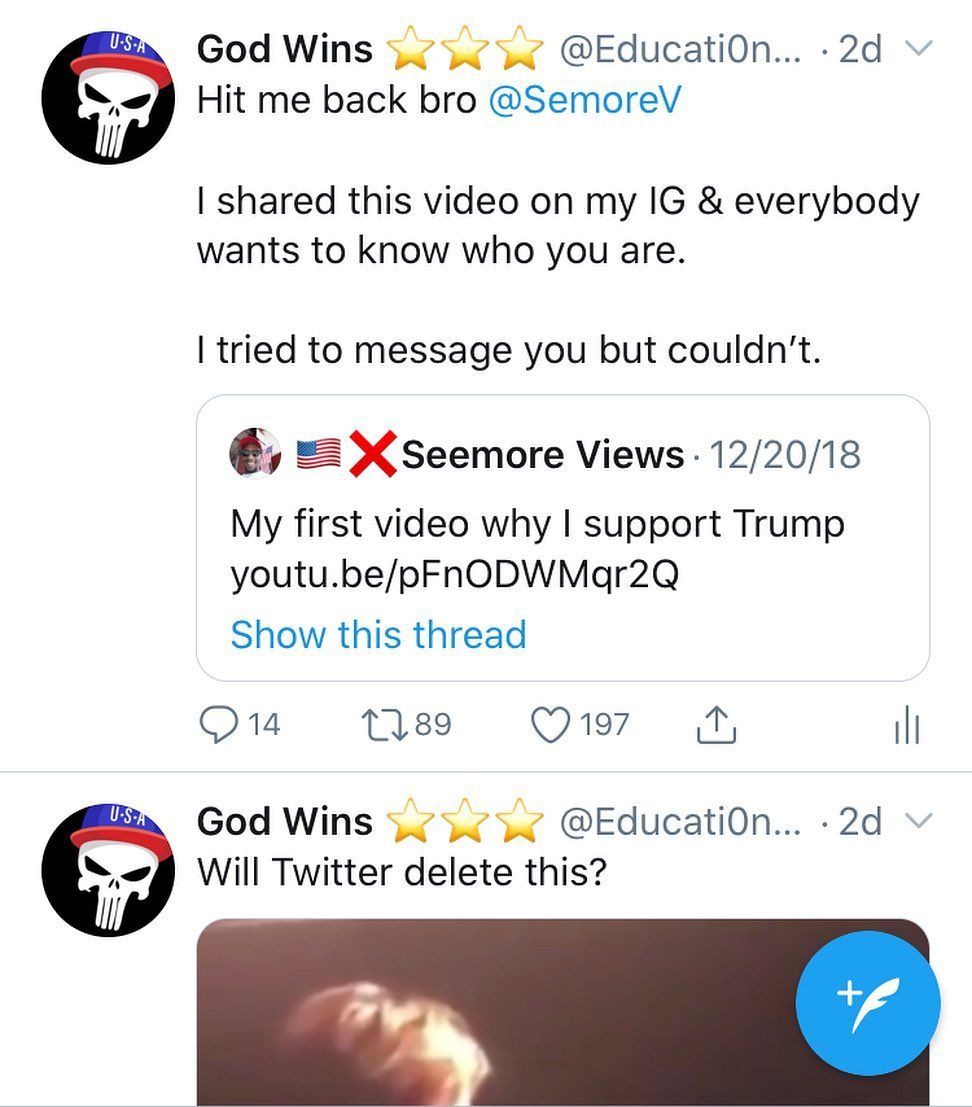 U·S·A
God Wins ⭐⭐⭐ @Educati0n... · 2d
Hit me back bro @SemoreV
I shared this video on my IG & everybody
wants to know who you are.
I tried to message you but couldn’t.
🇺🇸❌Seemore Views · 12/20/18
My first video why I support Trump
youtu.be/pFnODWMqr2Q
Show this thread
14 89 197
U·S·A
God Wins ⭐⭐⭐ @Educati0n... · 2d
Will Twitter delete this?